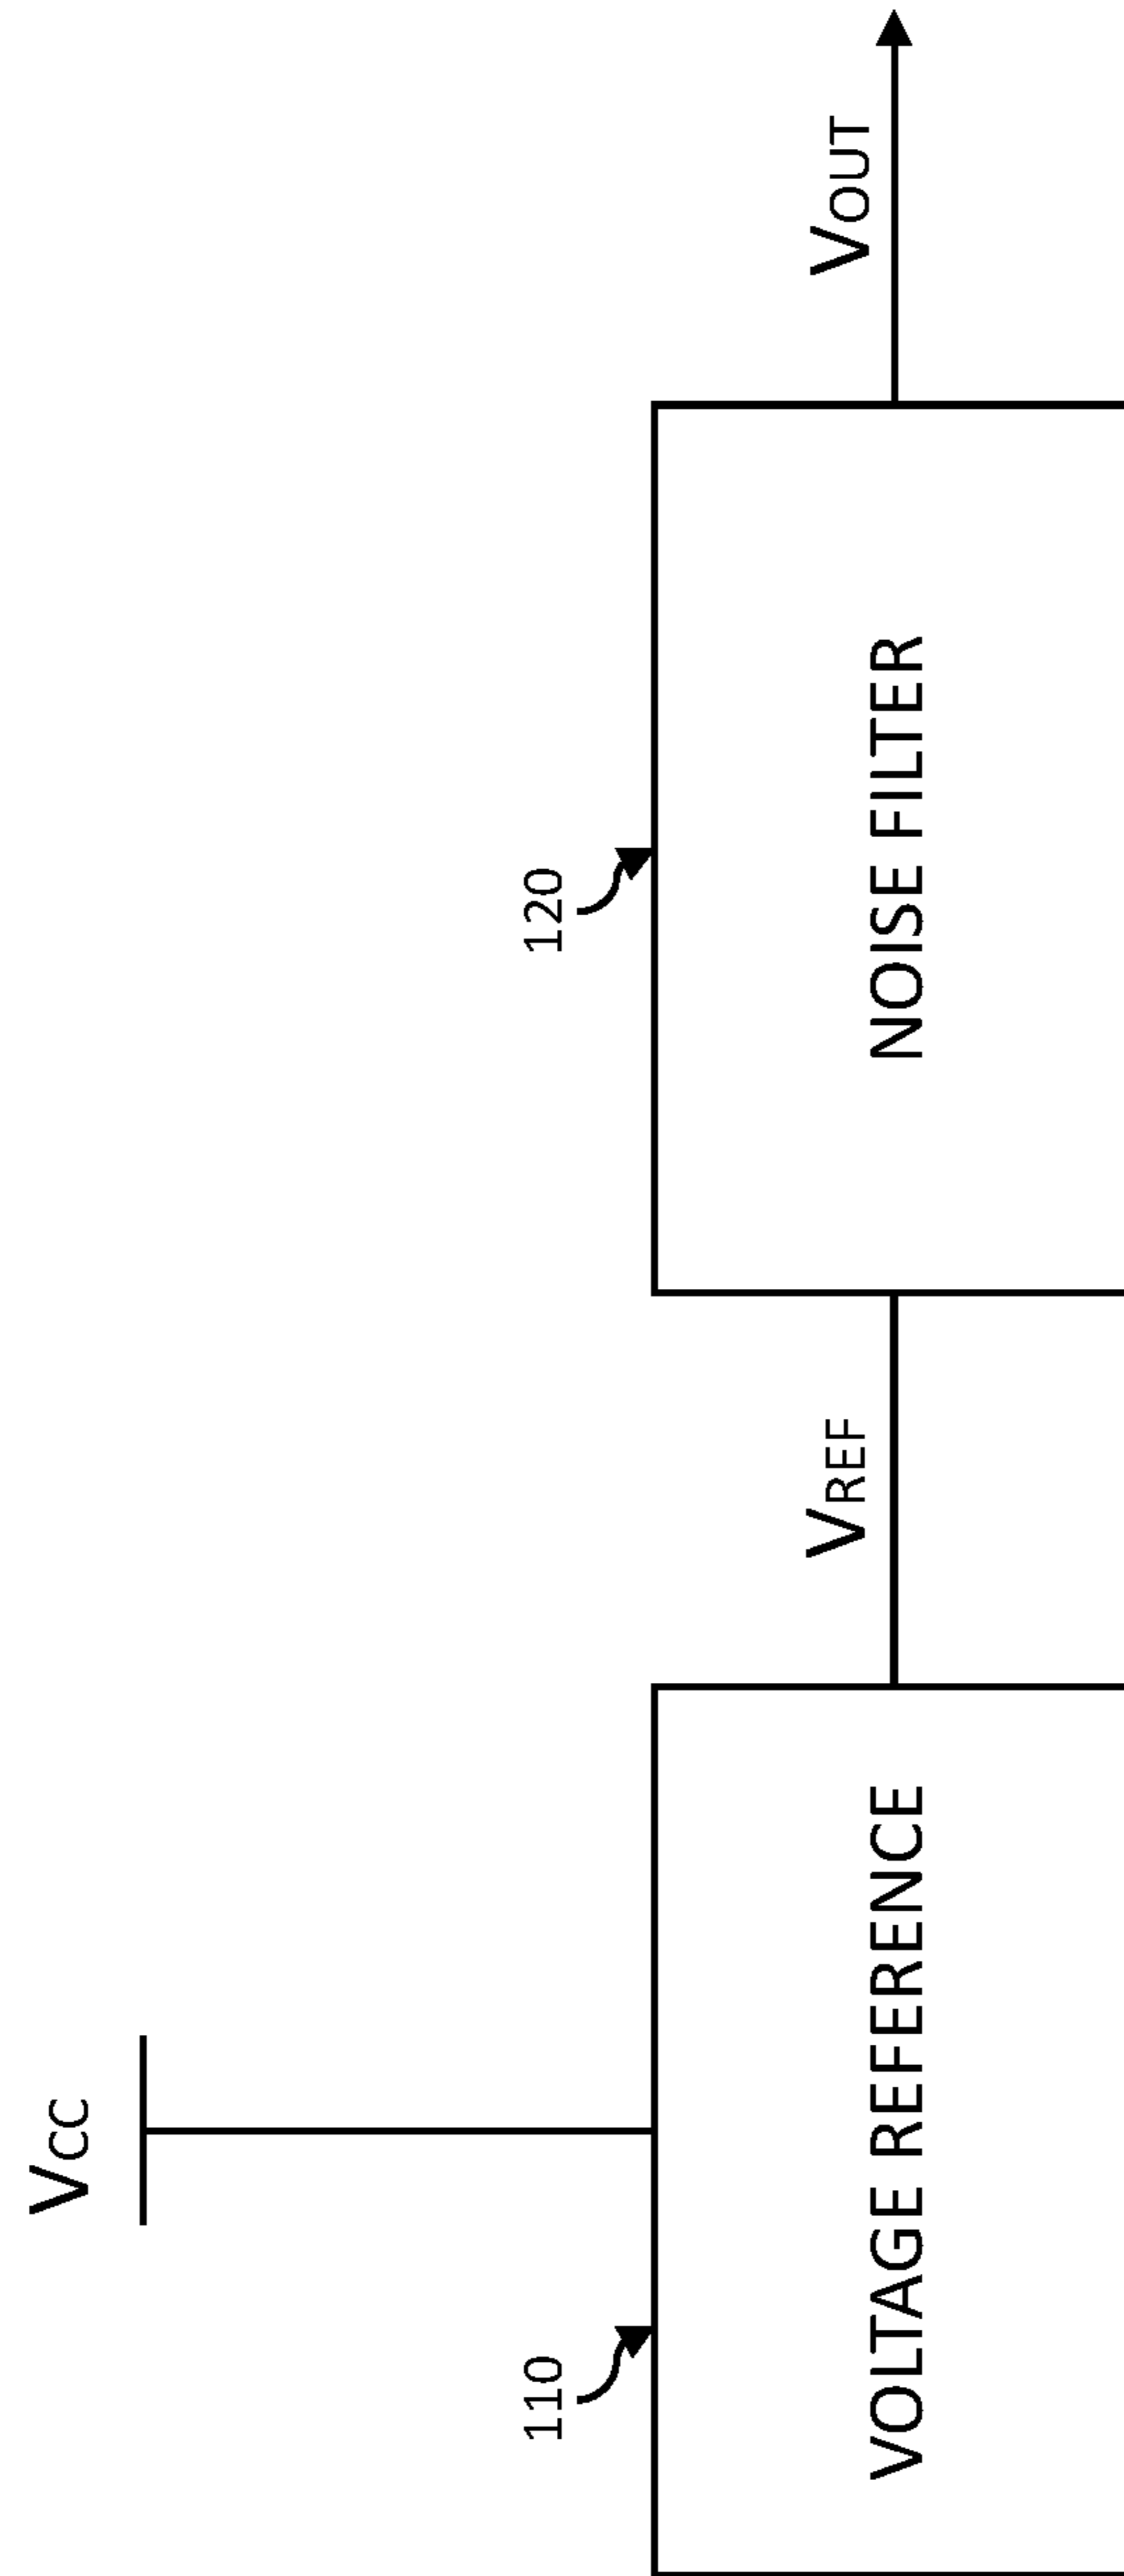 VCC
110
VOLTAGE REFERENCE
VREF
120
NOISE FILTER
VOUT